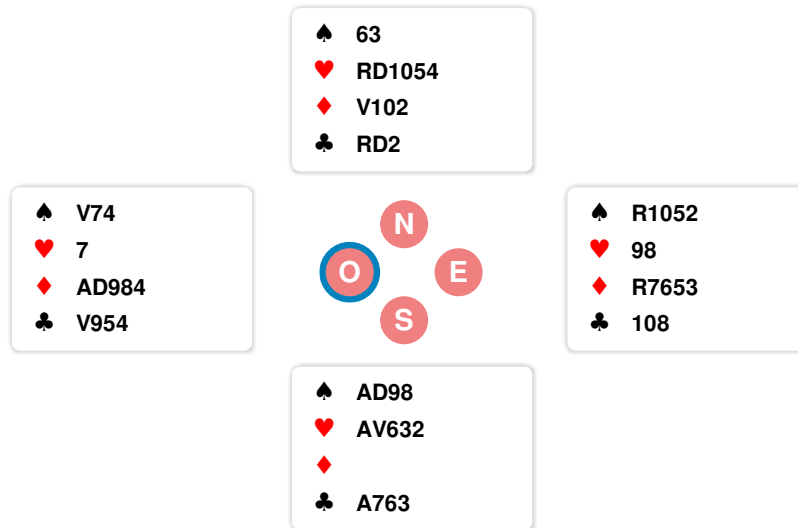 ♠ 63
♥ RD1054
♦ V102
♣ RD2
♠ V74
♥ 7
♦ AD984
♣ V954
N
O
E
S
♠ R1052
♥ 98
♦ R7653
♣ 108
♠ AD98
♥ AV632
♦
♣ A763